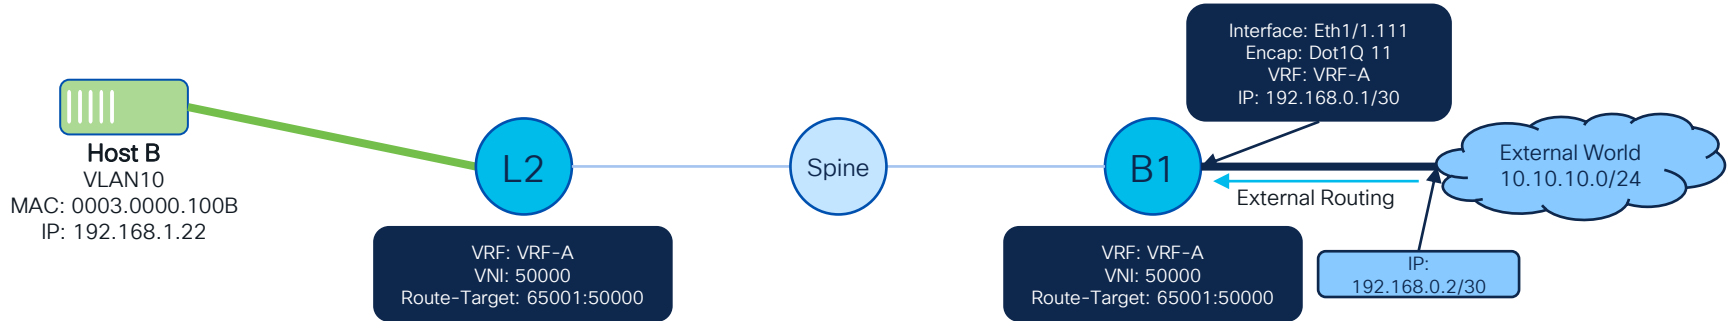 Host B
VLAN10
MAC: 0003.0000.100B
IP: 192.168.1.22
L2
VRF: VRF-A
VNI: 50000
Route-Target: 65001:50000
Spine
B1
VRF: VRF-A
VNI: 50000
Route-Target: 65001:50000
Interface: Eth1/1.111
Encap: Dot1Q 11
VRF: VRF-A
IP: 192.168.0.1/30
External Routing
External World
10.10.10.0/24
IP:
192.168.0.2/30